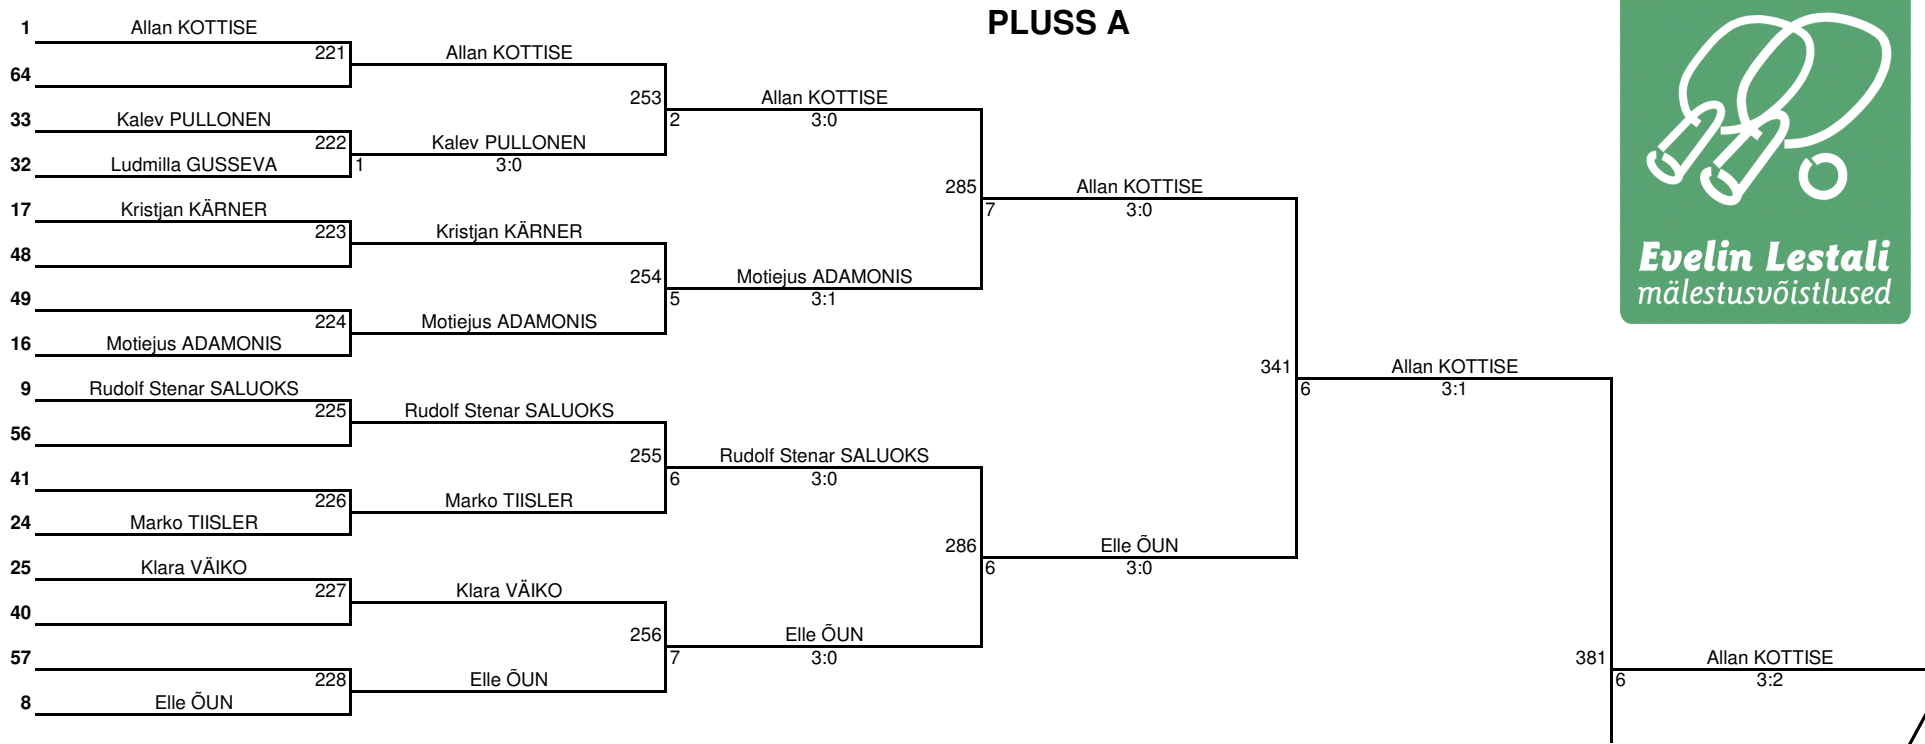 PLUSS A
1 Allan KOTTISE
221 Allan KOTTISE
64
253 Allan KOTTISE
2 3:0
33 Kalev PULLONEN
222 Kalev PULLONEN
1 3:0
32 Ludmilla GUSSEVA
285 Allan KOTTISE
7 3:0
17 Kristjan KÄRNER
223 Kristjan KÄRNER
48
254 Motiejus ADAMONIS
5 3:1
49
224 Motiejus ADAMONIS
16 Motiejus ADAMONIS
341 Allan KOTTISE
6 3:1
9 Rudolf Stenar SALUOKS
225 Rudolf Stenar SALUOKS
56
255 Rudolf Stenar SALUOKS
6 3:0
41
226 Marko TIISLER
24 Marko TIISLER
286 Elle ÕUN
6 3:0
25 Klara VÄIKO
227 Klara VÄIKO
40
256 Elle ÕUN
7 3:0
57
228 Elle ÕUN
8 Elle ÕUN
381 Allan KOTTISE
6 3:2
Evelin Lestali
mälestusvõistlused